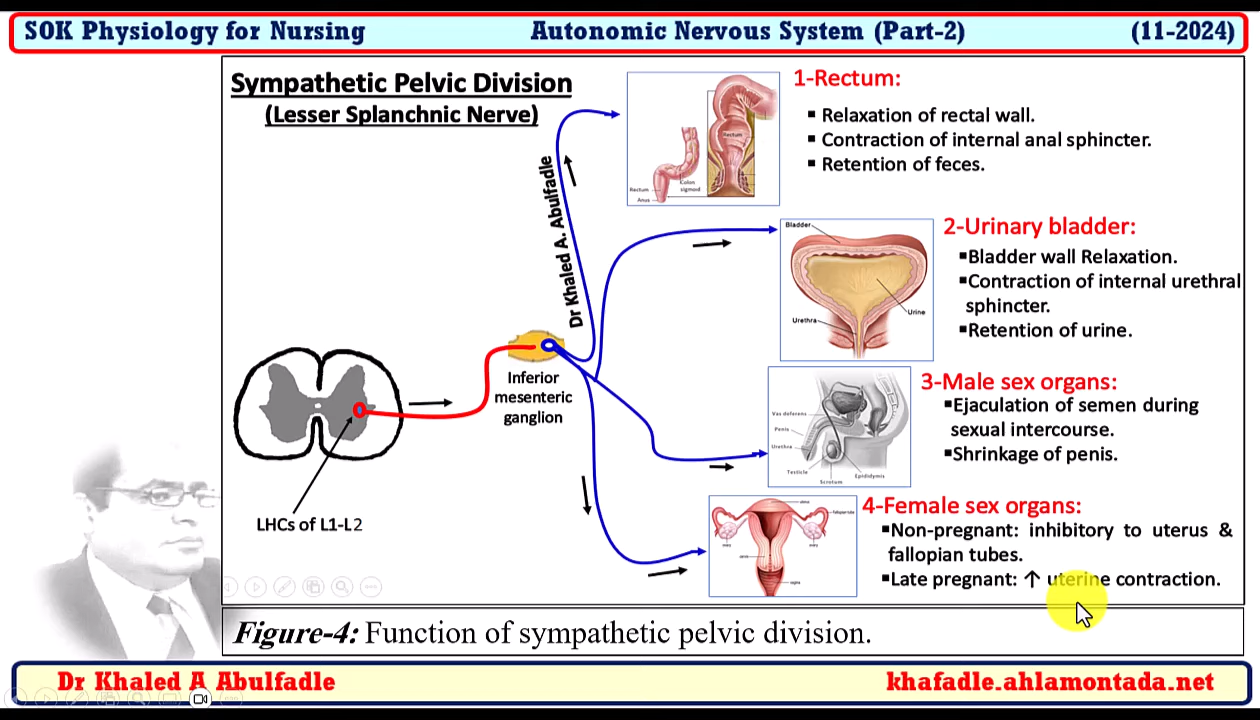 SOK Physiology for Nursing Autonomic Nervous System (Part-2) (11-2024)
Sympathetic Pelvic Division
(Lesser Splanchnic Nerve)
Dr Khaled A. Abulfadle
Inferior
mesenteric
ganglion
LHCs of L1-L2
Rectum
Colon
sigmoid
Rectum
Anus
1-Rectum:
▪ Relaxation of rectal wall.
▪ Contraction of internal anal sphincter.
▪ Retention of feces.
Bladder
Urine
Urethra
2-Urinary bladder:
▪Bladder wall Relaxation.
▪Contraction of internal urethral
sphincter.
▪Retention of urine.
Vas deferens
Penis
Urethra
Testicle
Epididymis
Scrotum
3-Male sex organs:
▪Ejaculation of semen during
sexual intercourse.
▪Shrinkage of penis.
4-Female sex organs:
▪Non-pregnant: inhibitory to uterus &
fallopian tubes.
▪Late pregnant: ↑ uterine contraction.
Figure-4: Function of sympathetic pelvic division.
Dr Khaled A Abulfadle khafadle.ahlamontada.net